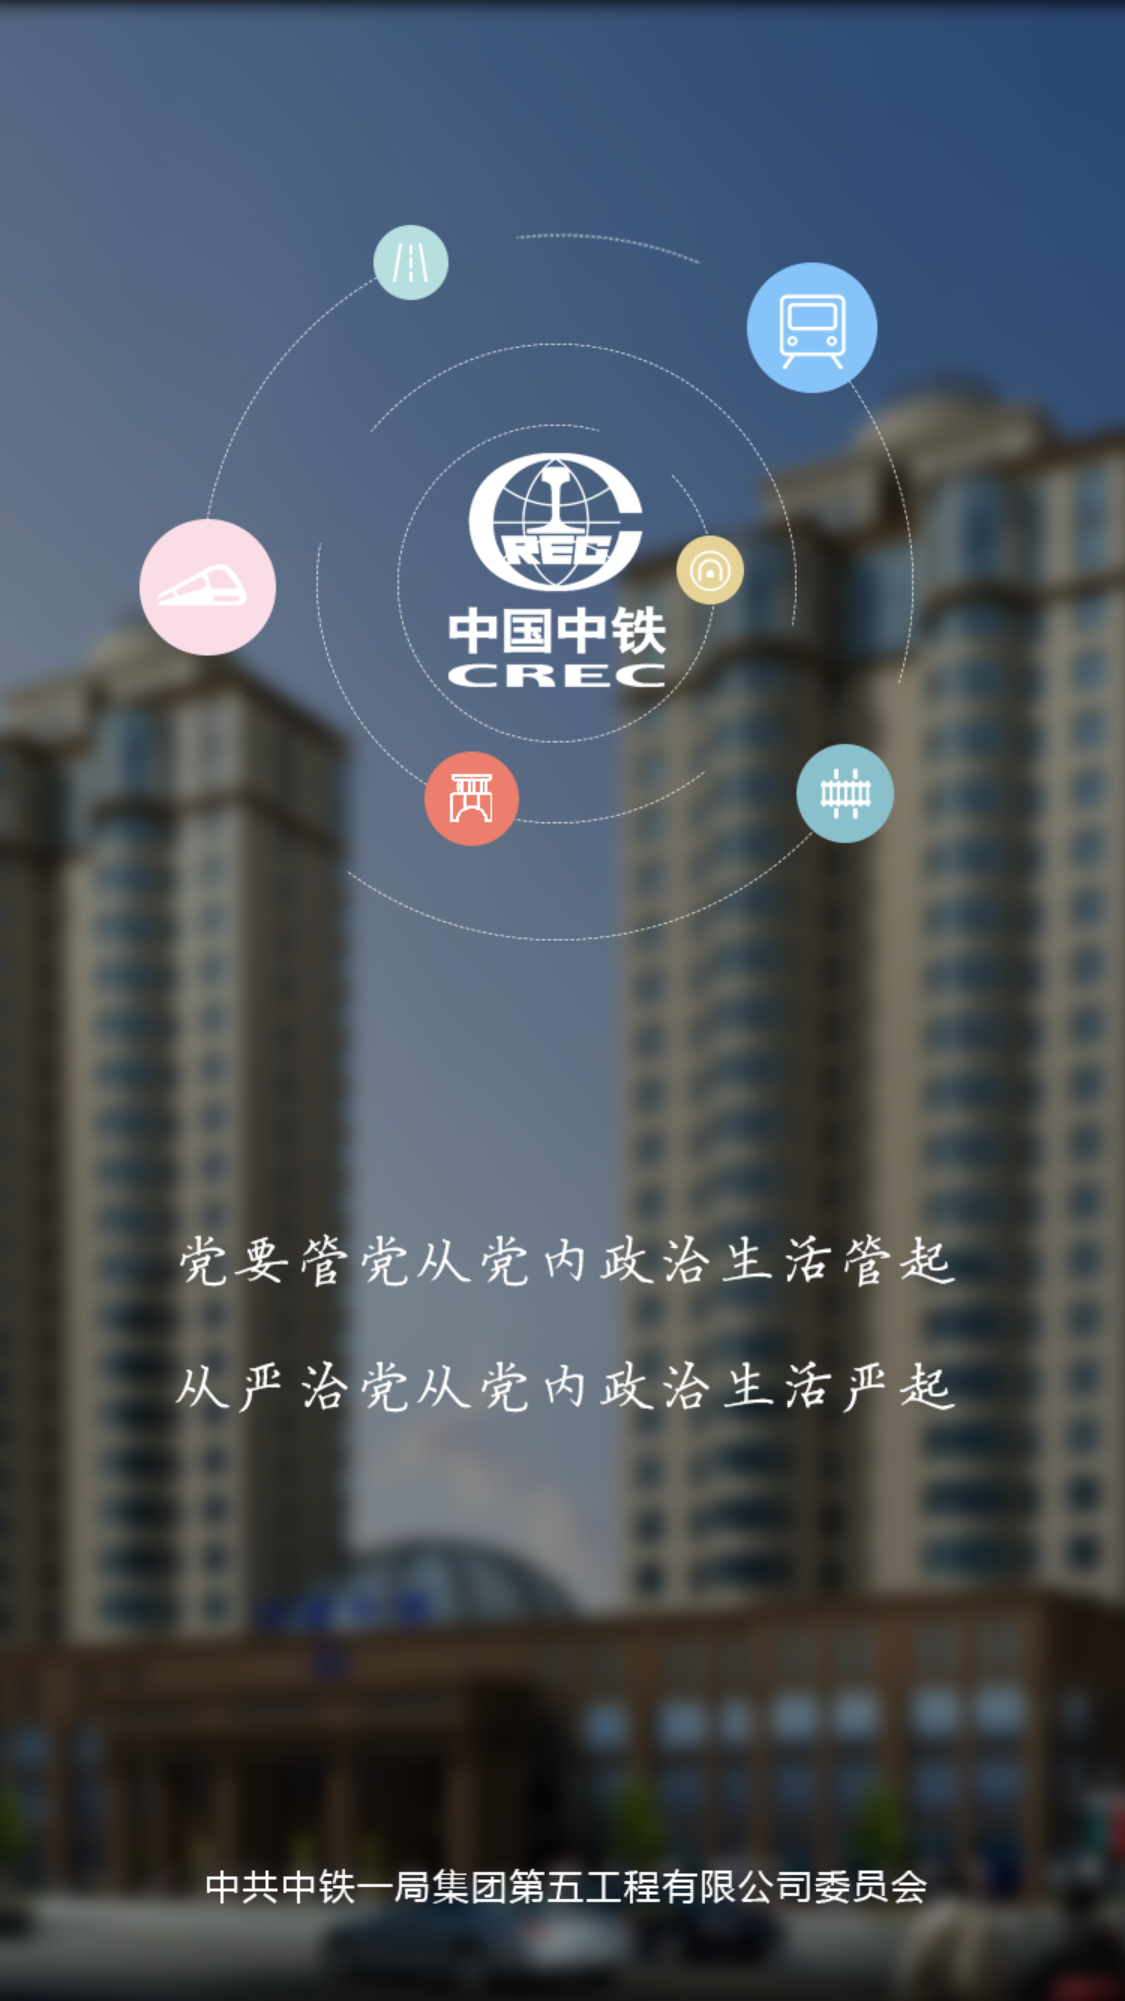 REG
中国中铁
CREC
党要管党从党内政治生活管起
从严治党从党内政治生活严起
中共中铁一局集团第五工程有限公司委员会